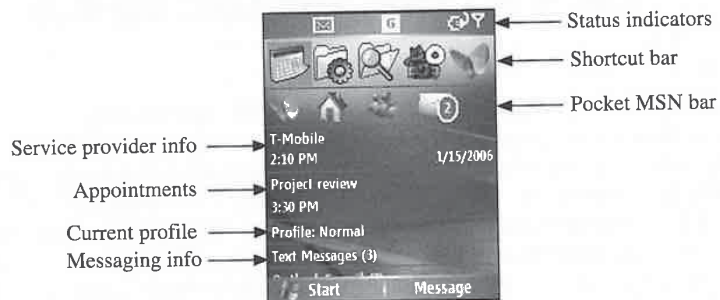 Status indicators
G
Shortcut bar
Pocket MSN bar
2
T-Mobile
Service provider info
2:10 PM 1/15/2006
Appointments
Project review
3:30 PM
Current profile
Profile: Normal
Messaging info
Text Messages (3)
Start Message